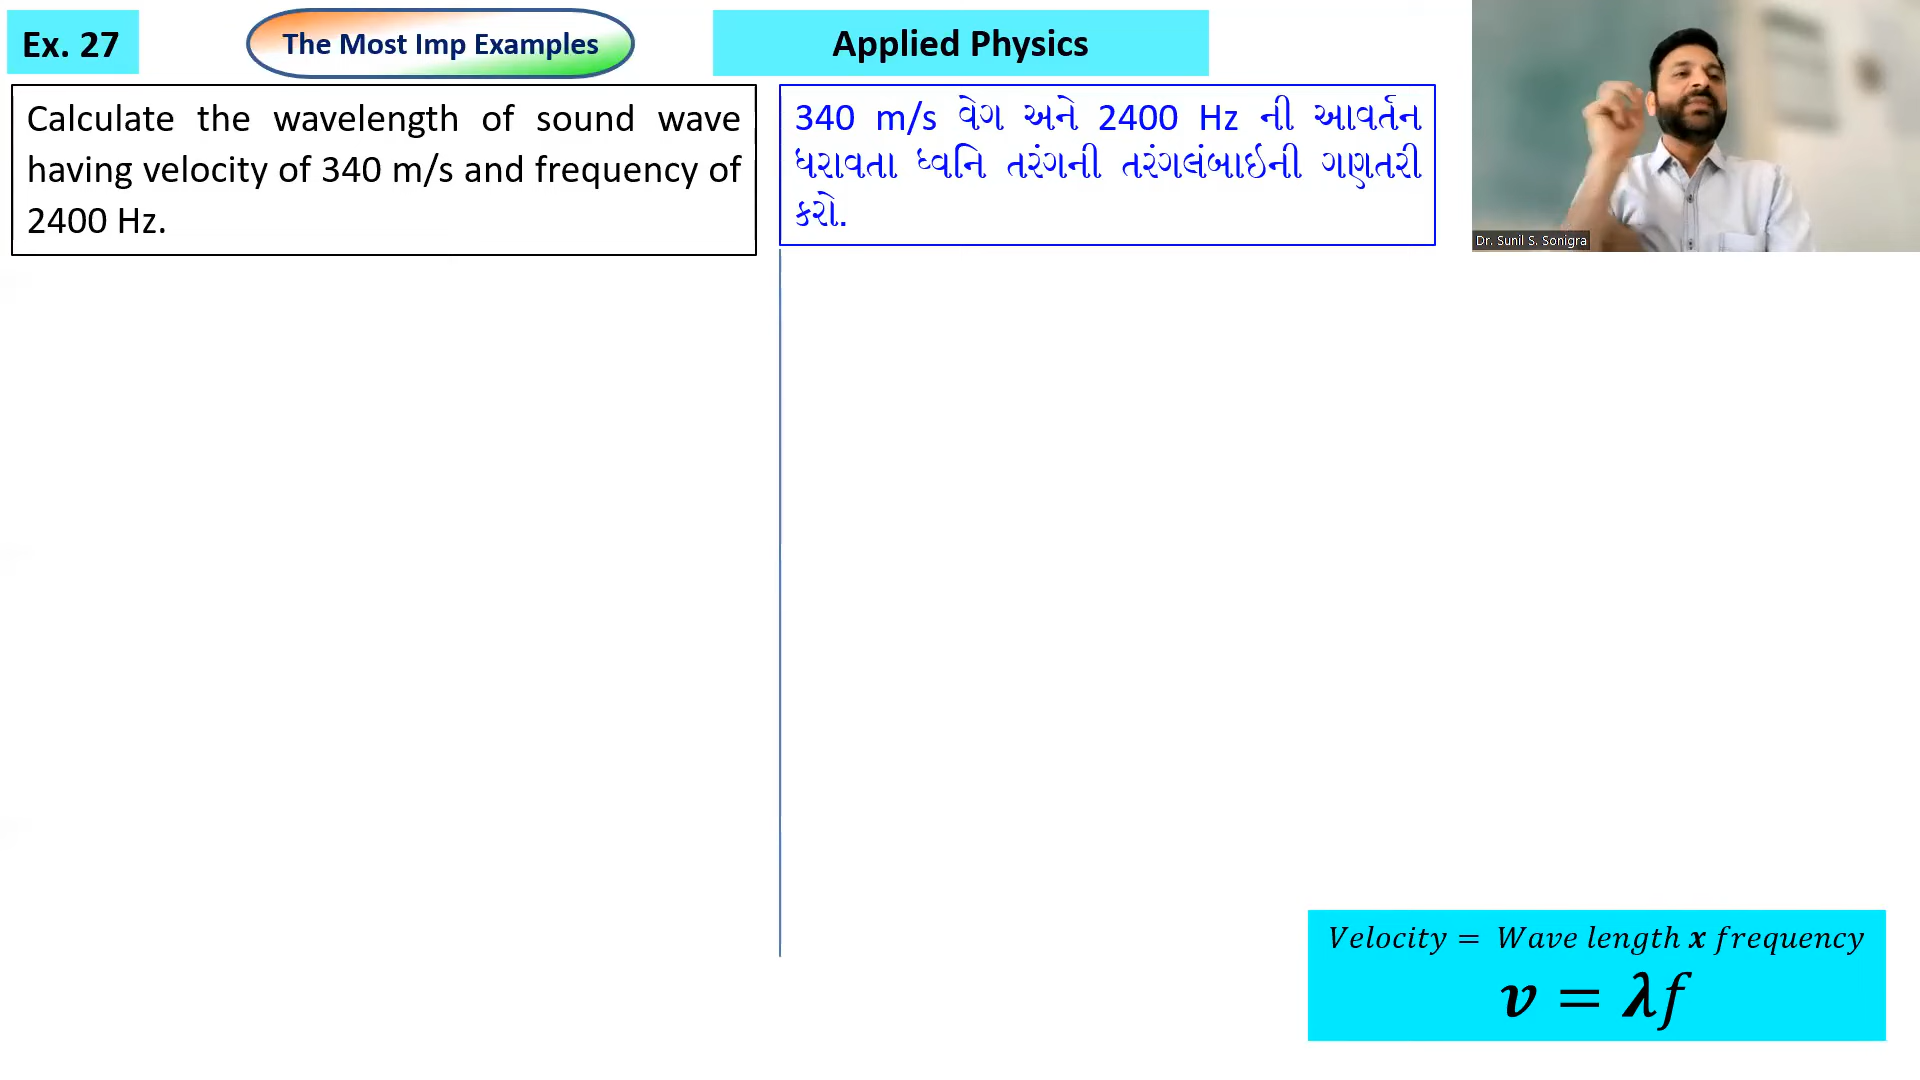 Ex. 27
The Most Imp Examples
Applied Physics
Calculate the wavelength of sound wave
having velocity of 340 m/s and frequency of
2400 Hz.
340 m/s વેગ અને 2400 Hz ની આવર્તન
ધરાવતા ધ્વનિ તરંગની તરંગલંબાઇની ગણતરી
કરો.
Dr. Sunil S. Sonigra
Velocity = Wave length x frequency
v = λf